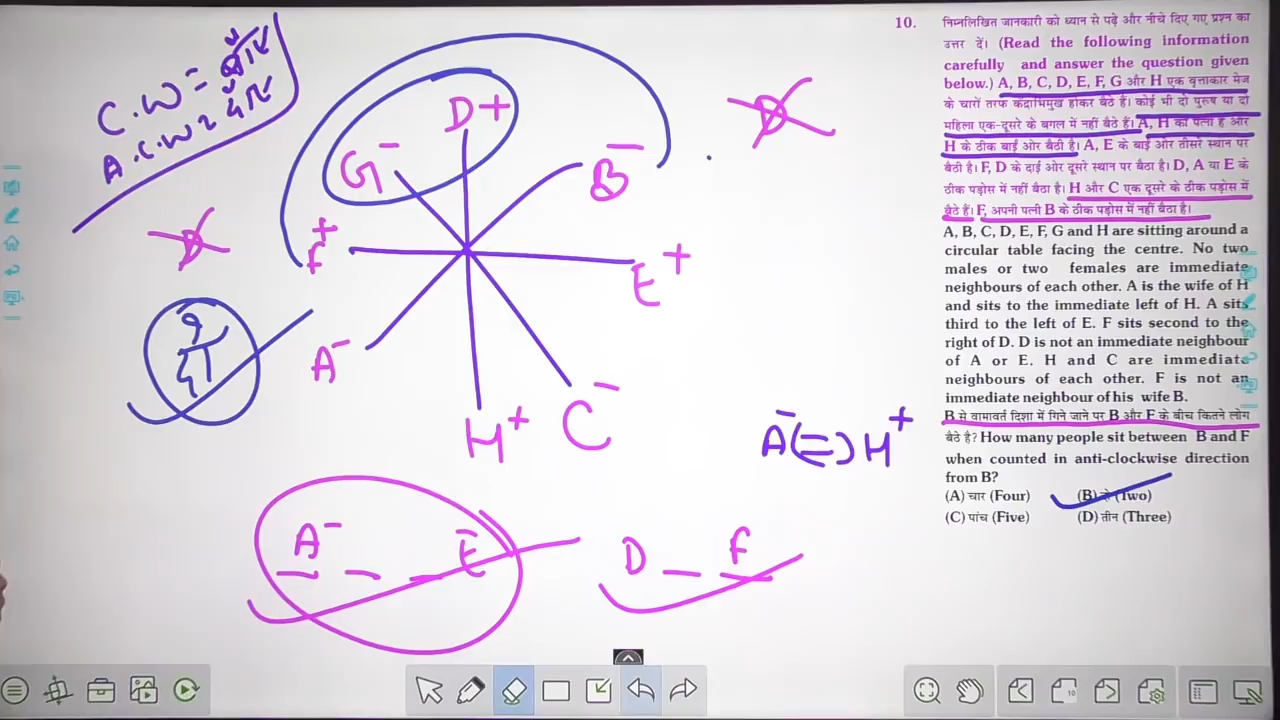 C.W = बाँए
A.C.W = दाँए
D+
G-
B-
F+
E+
A-
H+
C-
D
D
2
दाँ
A- (=) H+
A- _ _ E
D _ F
10. निम्नलिखित जानकारी को ध्यान से पढ़े और नीचे दिए गए प्रश्न का
उत्तर दें। (Read the following information
carefully and answer the question given
below.) A, B, C, D, E, F, G और H एक वृत्ताकार मेज
के चारों तरफ केंद्राभिमुख होकर बैठे है। कोई भी दो पुरुष या दो
महिला एक-दूसरे के बगल में नहीं बैठे हैं। A, H की पत्नी है और
H के ठीक बाईं ओर बैठी है। A, E के बाईं ओर तीसरे स्थान पर
बैठी है। F, D के दाईं ओर दूसरे स्थान पर बैठा है। D, A या E के
ठीक पड़ोस में नहीं बैठा है। H और C एक दूसरे के ठीक पड़ोस में
बैठे हैं। F, अपनी पत्नी B के ठीक पड़ोस में नहीं बैठा है।
A, B, C, D, E, F, G and H are sitting around a
circular table facing the centre. No two
males or two females are immediate
neighbours of each other. A is the wife of H
and sits to the immediate left of H. A sits
third to the left of E. F sits second to the
right of D. D is not an immediate neighbour
of A or E. H and C are immediate
neighbours of each other. F is not an
immediate neighbour of his wife B.
B से वामावर्त दिशा में गिने जाने पर B और F के बीच कितने लोग
बैठे है? How many people sit between B and F
when counted in anti-clockwise direction
from B?
(A) चार (Four) (B) दो (Two)
(C) पांच (Five) (D) तीन (Three)